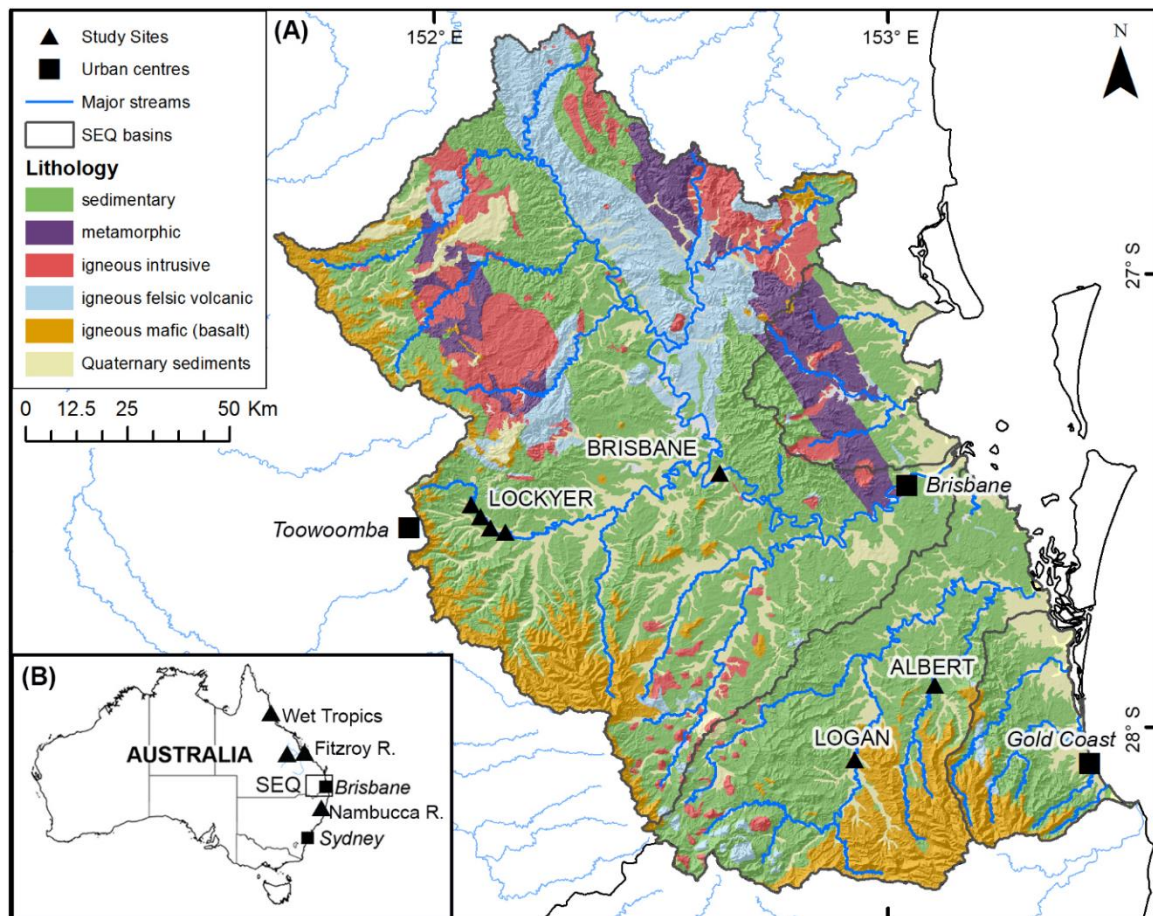 Study Sites
Urban centres
Major streams
SEQ basins
Lithology
sedimentary
metamorphic
igneous intrusive
igneous felsic volcanic
igneous mafic (basalt)
Quaternary sediments
0 12.5 25 50 Km
(A)
152° E
153° E
N
27° S
BRISBANE
Brisbane
LOCKYER
Toowoomba
ALBERT
LOGAN
Gold Coast
28° S
(B)
Wet Tropics
AUSTRALIA
Fitzroy R.
SEQ
Brisbane
Nambucca R.
Sydney